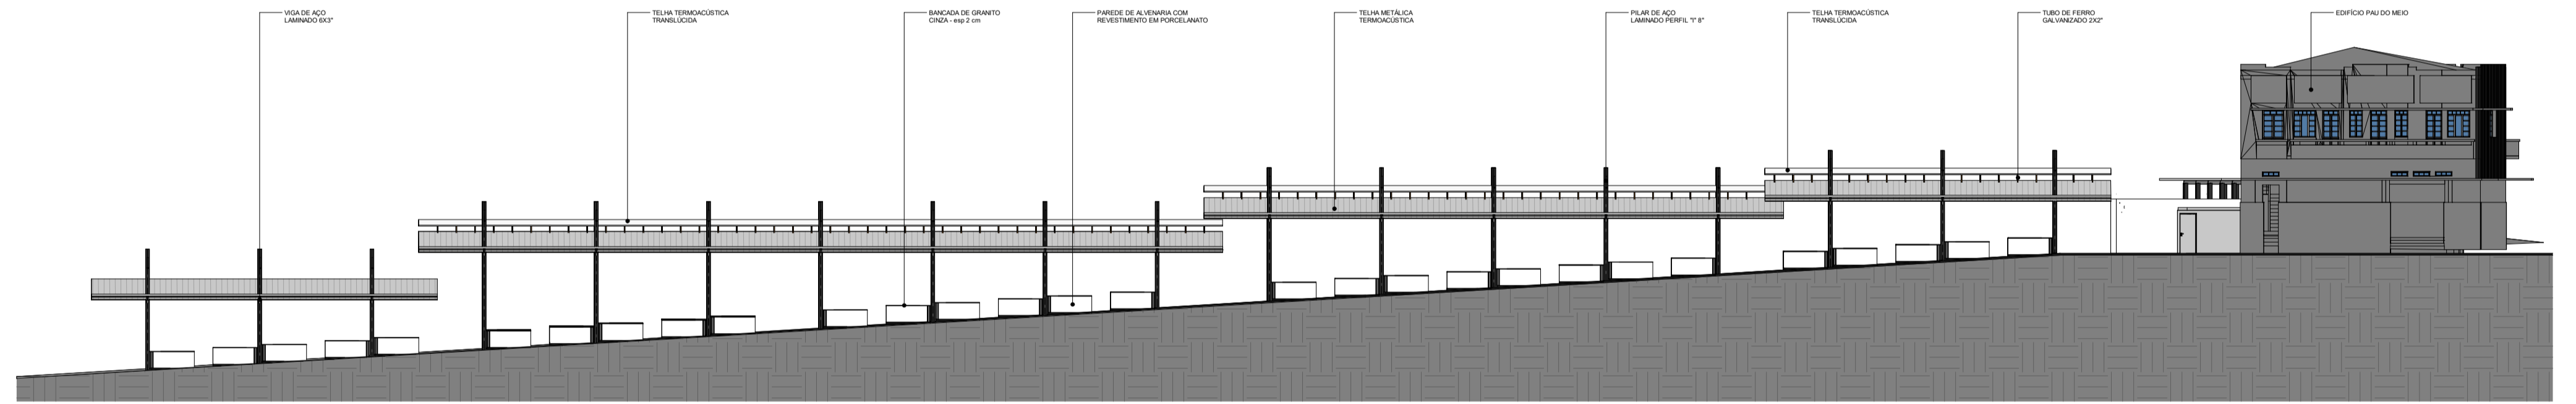 VIGA DE AÇO
LAMINADO 6X3"
TELHA TERMOACÚSTICA
TRANSLÚCIDA
BANCADA DE GRANITO
CINZA - esp 2 cm
PAREDE DE ALVENARIA COM
REVESTIMENTO EM PORCELANATO
TELHA METÁLICA
TERMOACÚSTICA
PILAR DE AÇO
LAMINADO PERFIL "I" 8"
TELHA TERMOACÚSTICA
TRANSLÚCIDA
TUBO DE FERRO
GALVANIZADO 2X2"
EDIFÍCIO PAU DO MEIO